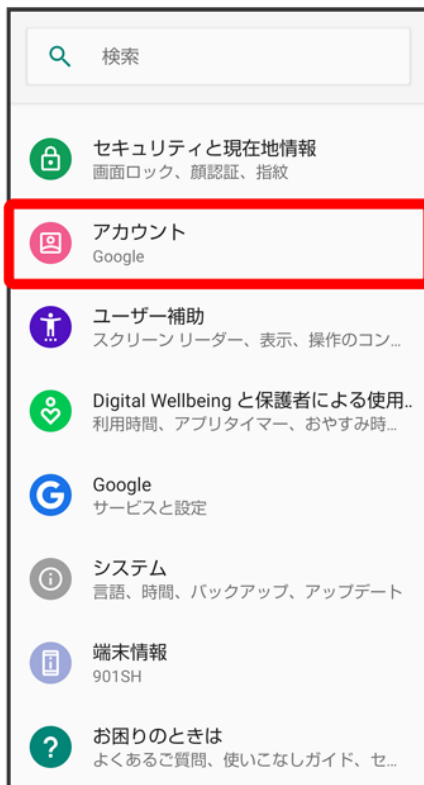 検索
セキュリティと現在地情報
画面ロック、顔認証、指紋
アカウント
Google
ユーザー補助
スクリーン リーダー、表示、操作のコン...
Digital Wellbeing と保護者による使用..
利用時間、アプリタイマー、おやすみ時...
Google
サービスと設定
システム
言語、時間、バックアップ、アップデート
端末情報
901SH
お困りのときは
よくあるご質問、使いこなしガイド、セ...